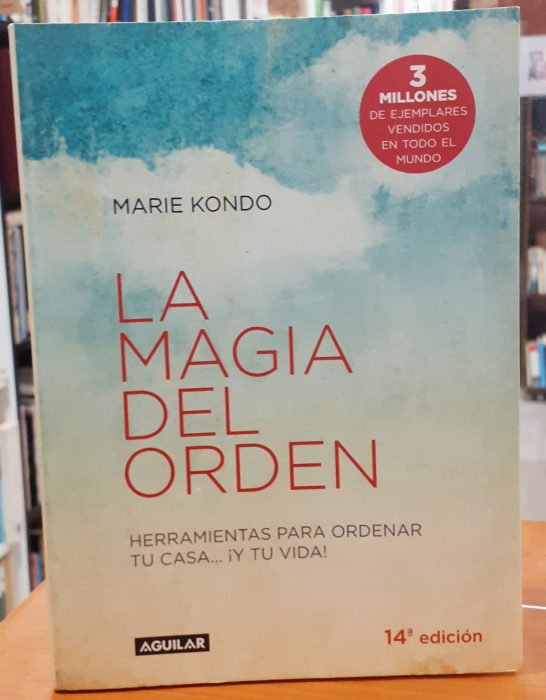 3
MILLONES
DE EJEMPLARES
VENDIDOS
EN TODO EL
MUNDO
MARIE KONDO
LA
MAGIA
DEL
ORDEN
HERRAMIENTAS PARA ORDENAR
TU CASA... ¡Y TU VIDA!
AGUILAR
14ª edición